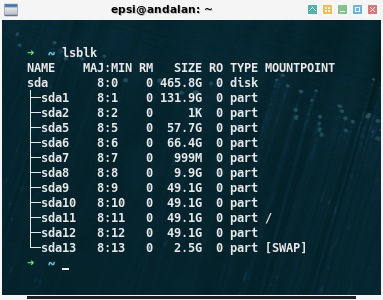 epsi@andalan: ~
➜ ~ lsblk
NAME MAJ:MIN RM SIZE RO TYPE MOUNTPOINT
sda 8:0 0 465.8G 0 disk
├─sda1 8:1 0 131.9G 0 part
├─sda2 8:2 0 1K 0 part
├─sda5 8:5 0 57.7G 0 part
├─sda6 8:6 0 66.4G 0 part
├─sda7 8:7 0 999M 0 part
├─sda8 8:8 0 9.9G 0 part
├─sda9 8:9 0 49.1G 0 part
├─sda10 8:10 0 49.1G 0 part
├─sda11 8:11 0 49.1G 0 part /
├─sda12 8:12 0 49.1G 0 part
└─sda13 8:13 0 2.5G 0 part [SWAP]
➜ ~ _